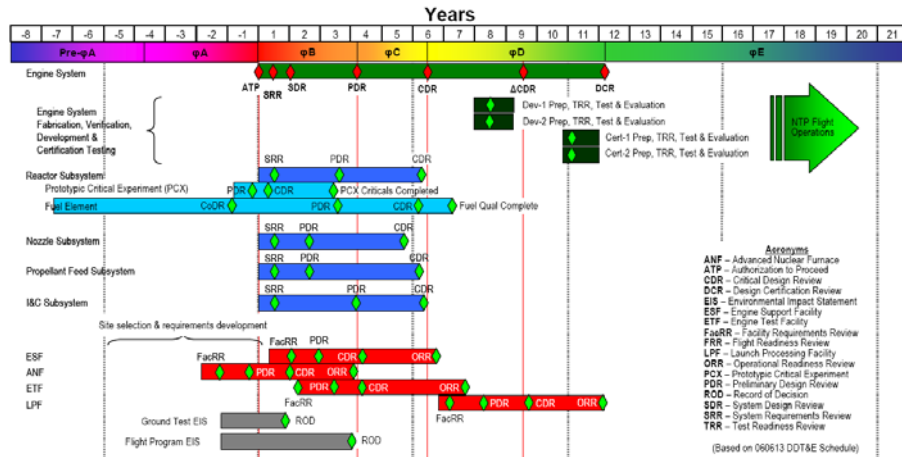 Years
-8 -7 -6 -5 -4 -3 -2 -1 1 2 3 4 5 6 7 8 9 10 11 12 13 14 15 16 17 18 19 20 21
Pre-φA φA φB φC φD φE
Engine System
ATP SRR SDR PDR CDR ΔCDR DCR
Engine System
Fabrication, Verification,
Development &
Certification Testing
Dev-1 Prep, TRR, Test & Evaluation
Dev-2 Prep, TRR, Test & Evaluation
Cert-1 Prep, TRR, Test & Evaluation
Cert-2 Prep, TRR, Test & Evaluation
NTP Flight
Operations
SRR PDR CDR
Reactor Subsystem
Prototypic Critical Experiment (PCX) PDR CDR PCX Criticals Completed
Fuel Element CoDR PDR CDR Fuel Qual Complete
SRR PDR CDR
Nozzle Subsystem
SRR PDR CDR
Propellant Feed Subsystem
SRR PDR CDR
I&C Subsystem
Site selection & requirements development
FacRR PDR
ESF CDR ORR
FacRR
ANF PDR CDR ORR
ETF PDR CDR ORR
FacRR
LPF PDR CDR ORR
FacRR
Ground Test EIS ROD
Flight Program EIS ROD
Acronyms
ANF – Advanced Nuclear Furnace
ATP – Authorization to Proceed
CDR – Critical Design Review
DCR – Design Certification Review
EIS – Environmental Impact Statement
ESF – Engine Support Facility
ETF – Engine Test Facility
FacRR – Facility Requirements Review
FRR – Flight Readiness Review
LPF – Launch Processing Facility
ORR – Operational Readiness Review
PCX – Prototypic Critical Experiment
PDR – Preliminary Design Review
ROD – Record of Decision
SDR – System Design Review
SRR – System Requirements Review
TRR – Test Readiness Review
(Based on 060613 DDT&E Schedule)